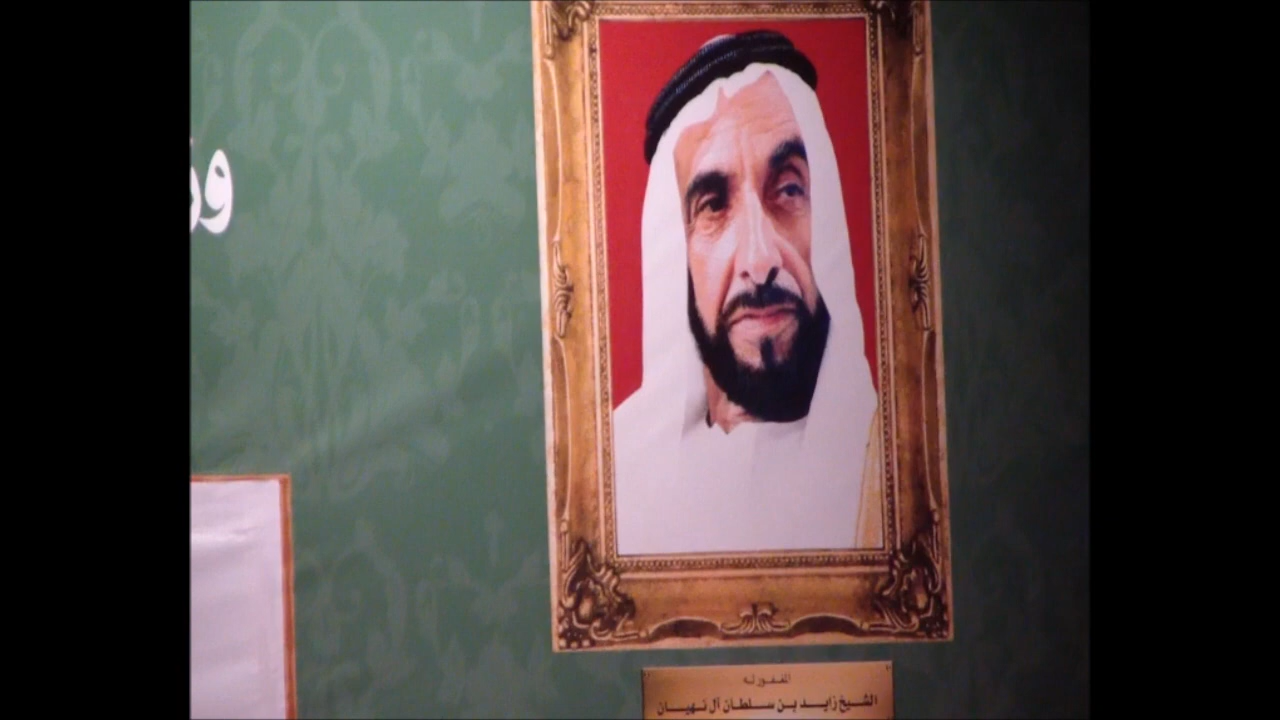 المغفور له
الشيخ زايد بن سلطان آل نهيان